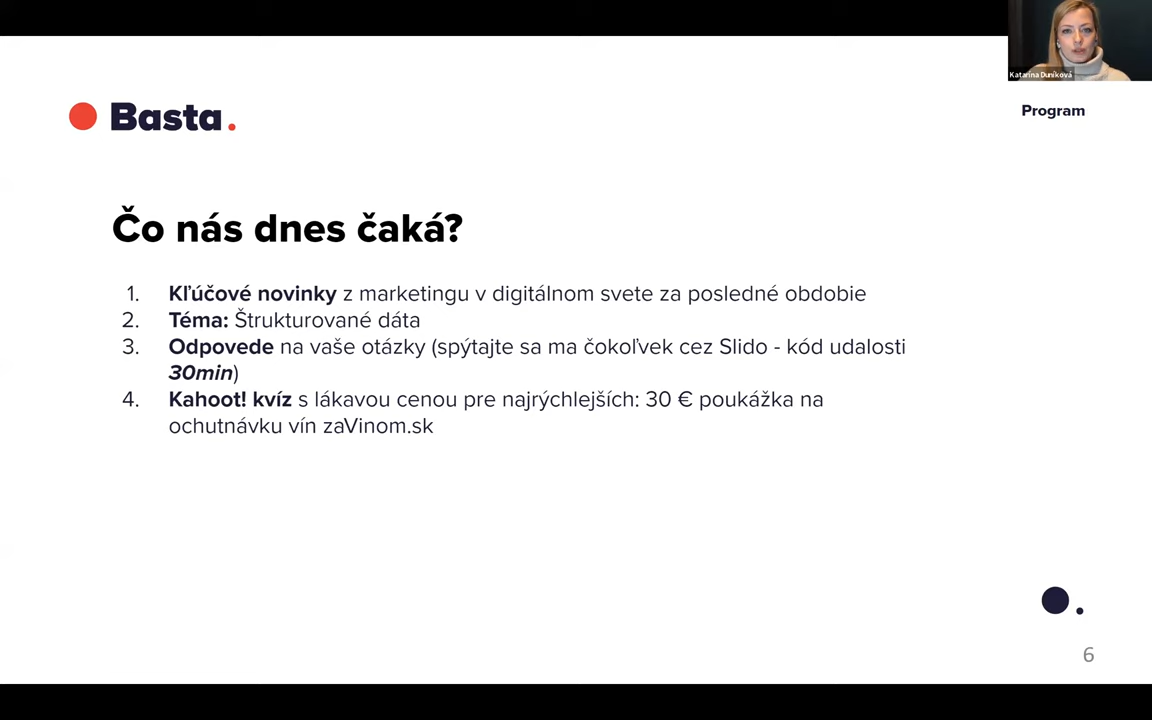 Katarína Duníková
Basta.
Program
Čo nás dnes čaká?
1. Kľúčové novinky z marketingu v digitálnom svete za posledné obdobie
2. Téma: Štrukturované dáta
3. Odpovede na vaše otázky (spýtajte sa ma čokoľvek cez Slido - kód udalosti
30min)
4. Kahoot! kvíz s lákavou cenou pre najrýchlejších: 30 € poukážka na
ochutnávku vín zaVinom.sk
6